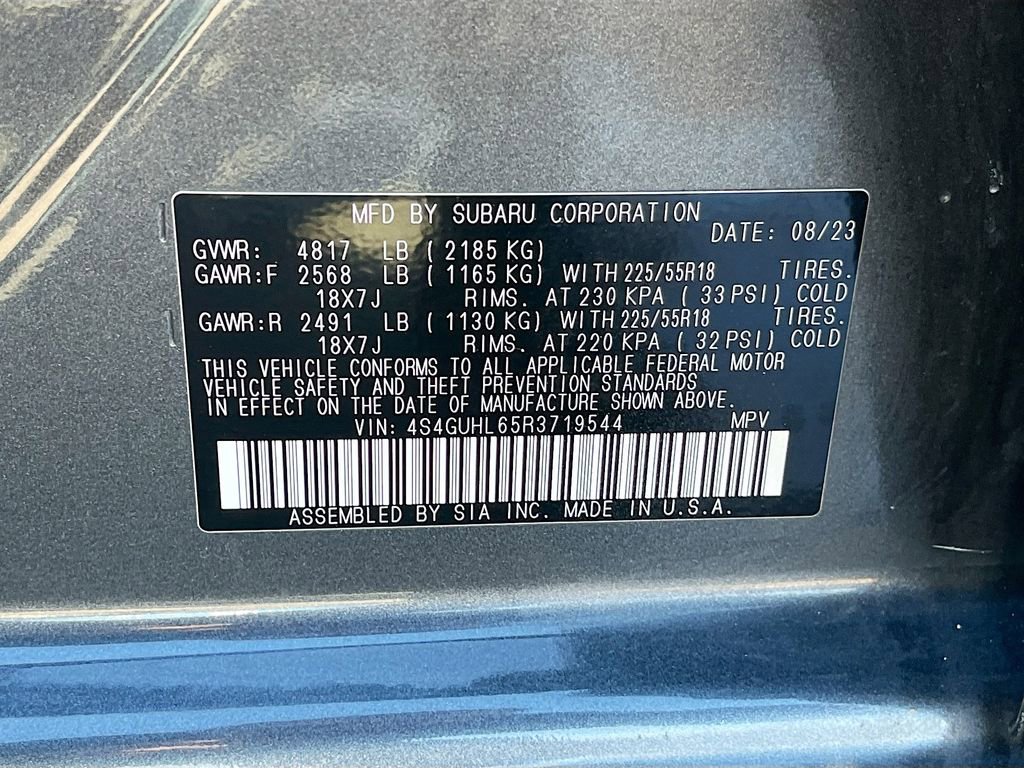 MFD BY SUBARU CORPORATION
DATE: 08/23
GVWR: 4817 LB ( 2185 KG)
GAWR:F 2568 LB ( 1165 KG) WITH 225/55R18 TIRES.
18X7J RIMS. AT 230 KPA ( 33 PSI) COLD
GAWR:R 2491 LB ( 1130 KG) WITH 225/55R18 TIRES.
18X7J RIMS. AT 220 KPA ( 32 PSI) COLD
THIS VEHICLE CONFORMS TO ALL APPLICABLE FEDERAL MOTOR
VEHICLE SAFETY AND THEFT PREVENTION STANDARDS
IN EFFECT ON THE DATE OF MANUFACTURE SHOWN ABOVE.
VIN: 4S4GUHL65R3719544 MPV
ASSEMBLED BY SIA INC. MADE IN U.S.A.